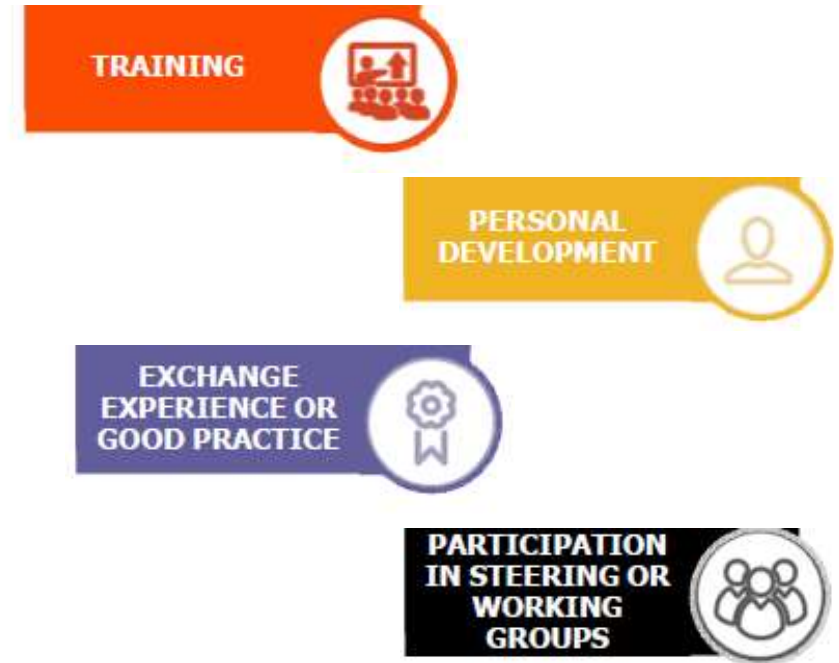 TRAINING
PERSONAL
DEVELOPMENT
EXCHANGE
EXPERIENCE OR
GOOD PRACTICE
PARTICIPATION
IN STEERING OR
WORKING
GROUPS